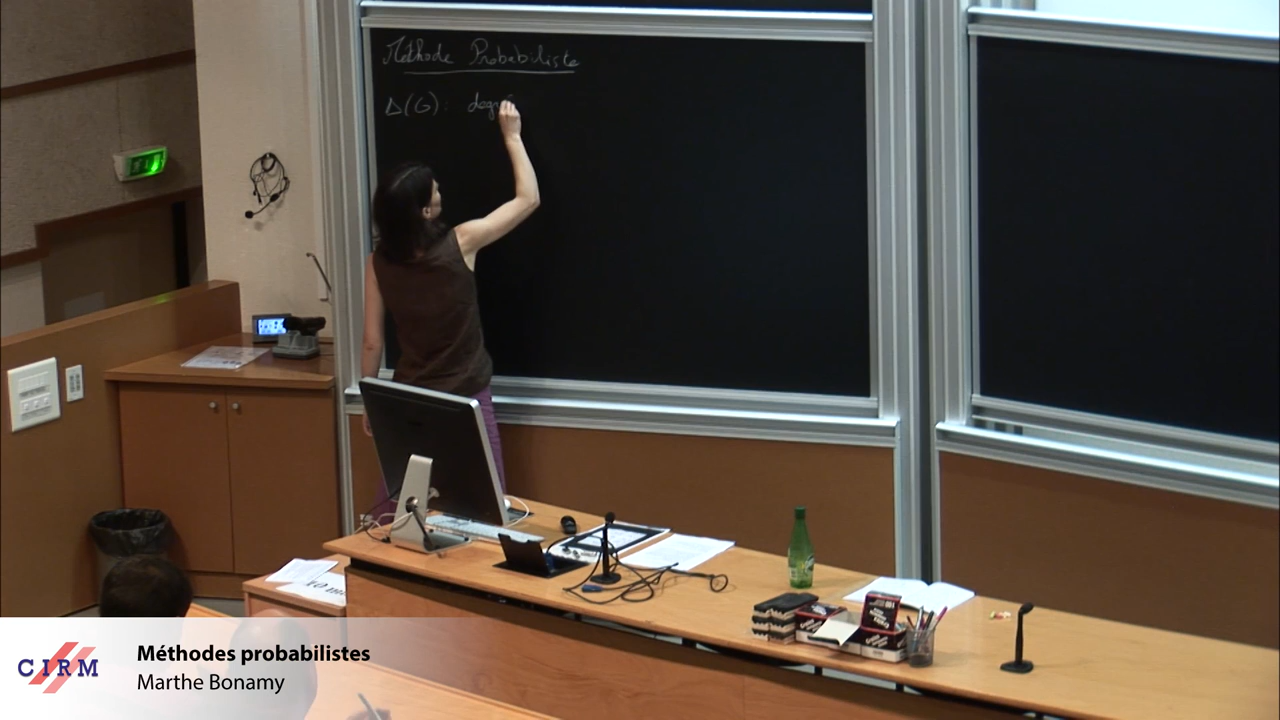 Méthode Probabiliste
Δ(G) : degré
CIRM
Méthodes probabilistes
Marthe Bonamy